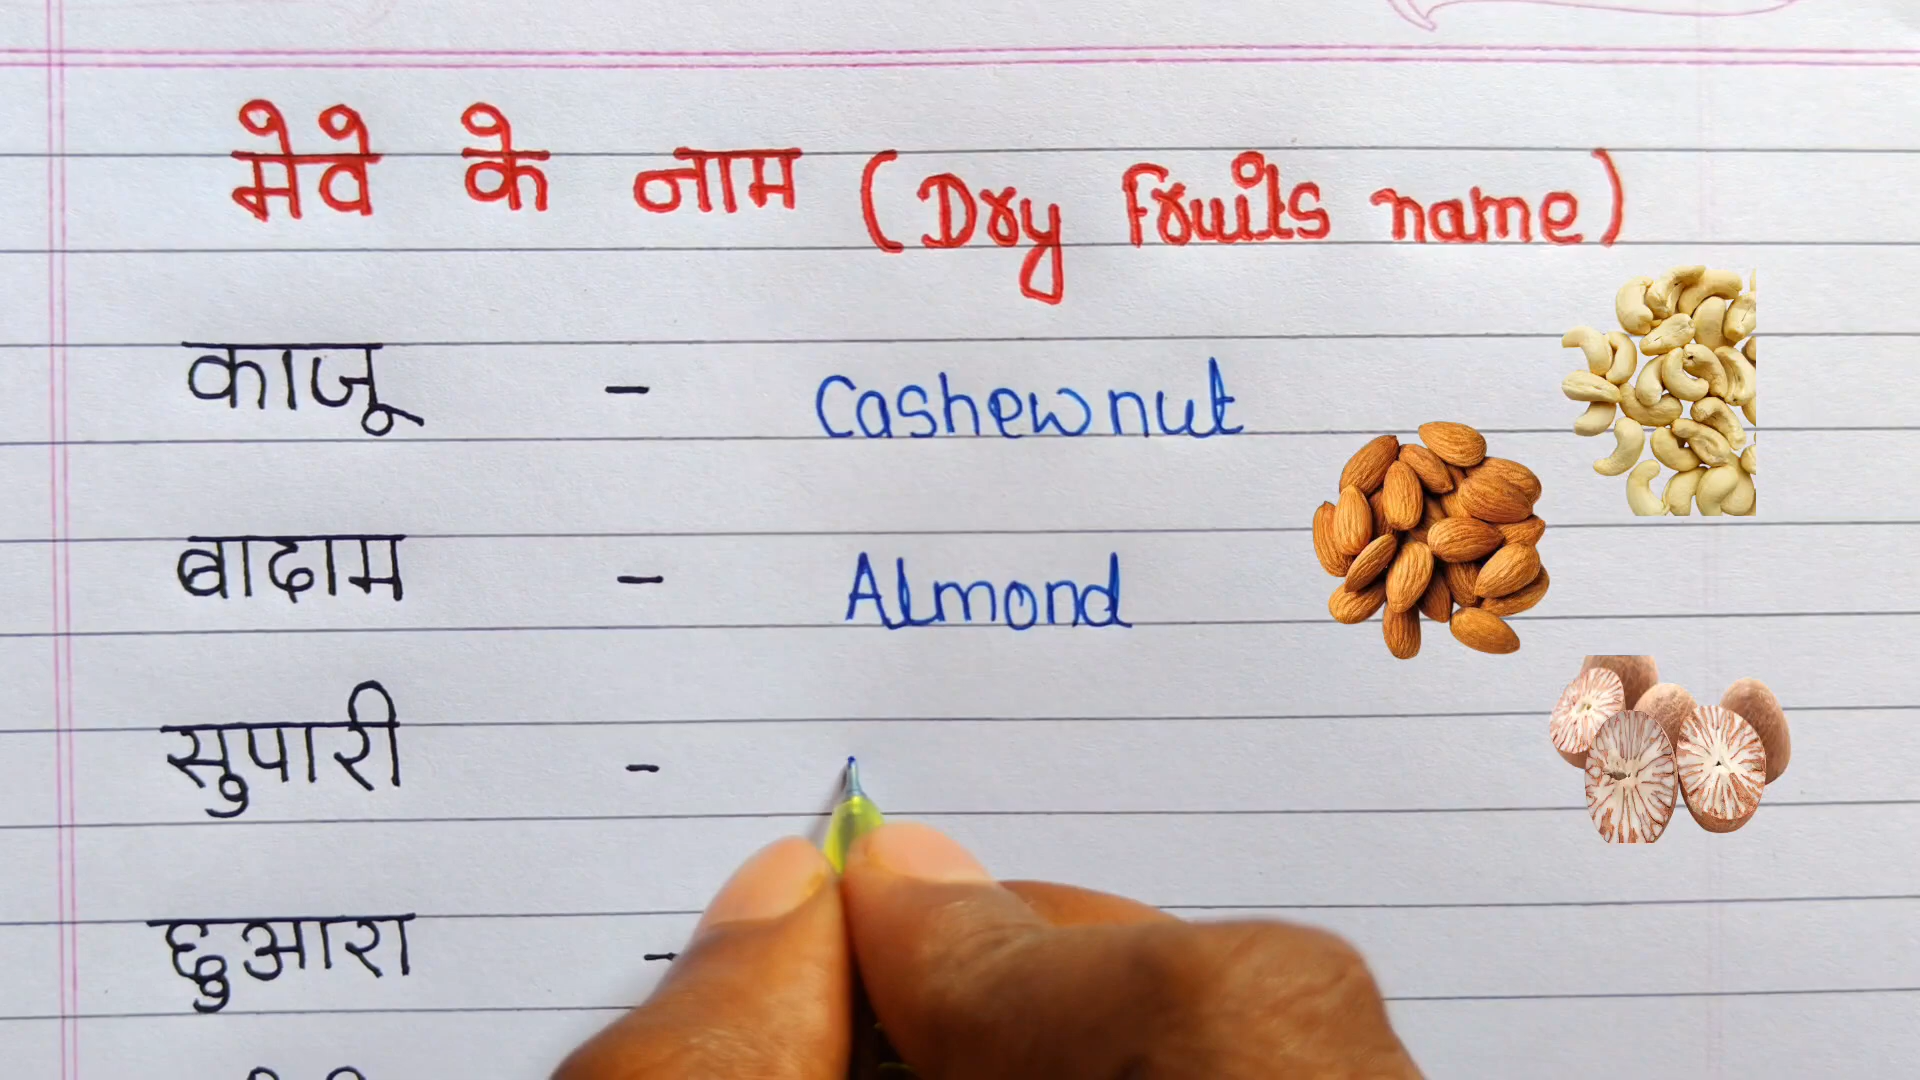 मेवे के नाम (Dry fruits name)
काजू - Cashewnut
बादाम - Almond
सुपारी -
छुआरा -